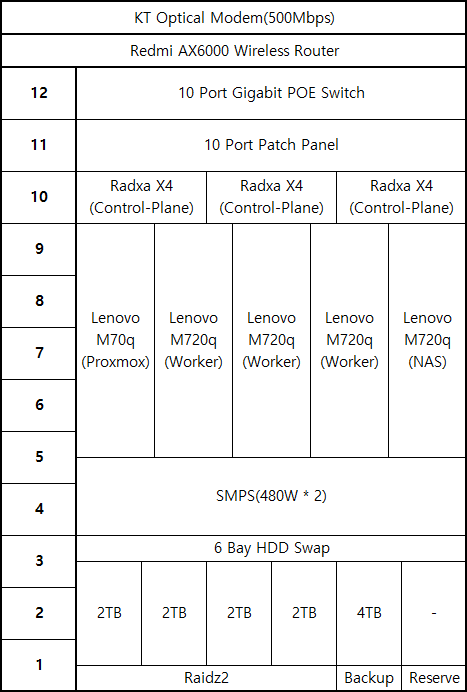 KT Optical Modem(500Mbps)
Redmi AX6000 Wireless Router
12
10 Port Gigabit POE Switch
11
10 Port Patch Panel
10
Radxa X4
(Control-Plane)
Radxa X4
(Control-Plane)
Radxa X4
(Control-Plane)
9
8
7
6
Lenovo
M70q
(Proxmox)
Lenovo
M720q
(Worker)
Lenovo
M720q
(Worker)
Lenovo
M720q
(Worker)
Lenovo
M720q
(NAS)
5
4
SMPS(480W * 2)
3
6 Bay HDD Swap
2
2TB
2TB
2TB
2TB
4TB
-
1
Raidz2
Backup
Reserve